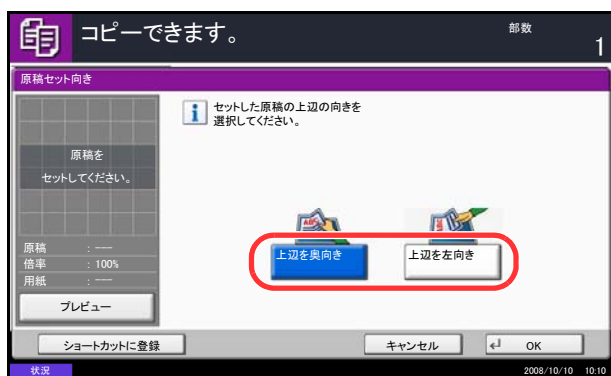 コピーできます。
部数
1
原稿セット向き
セットした原稿の上辺の向きを
選択してください。
原稿を
セットしてください。
ABC
上辺を奥向き
上辺を左向き
原稿 : ---
倍率 : 100%
用紙 : ---
プレビュー
ショートカットに登録
キャンセル
OK
状況
2008/10/10 10:10